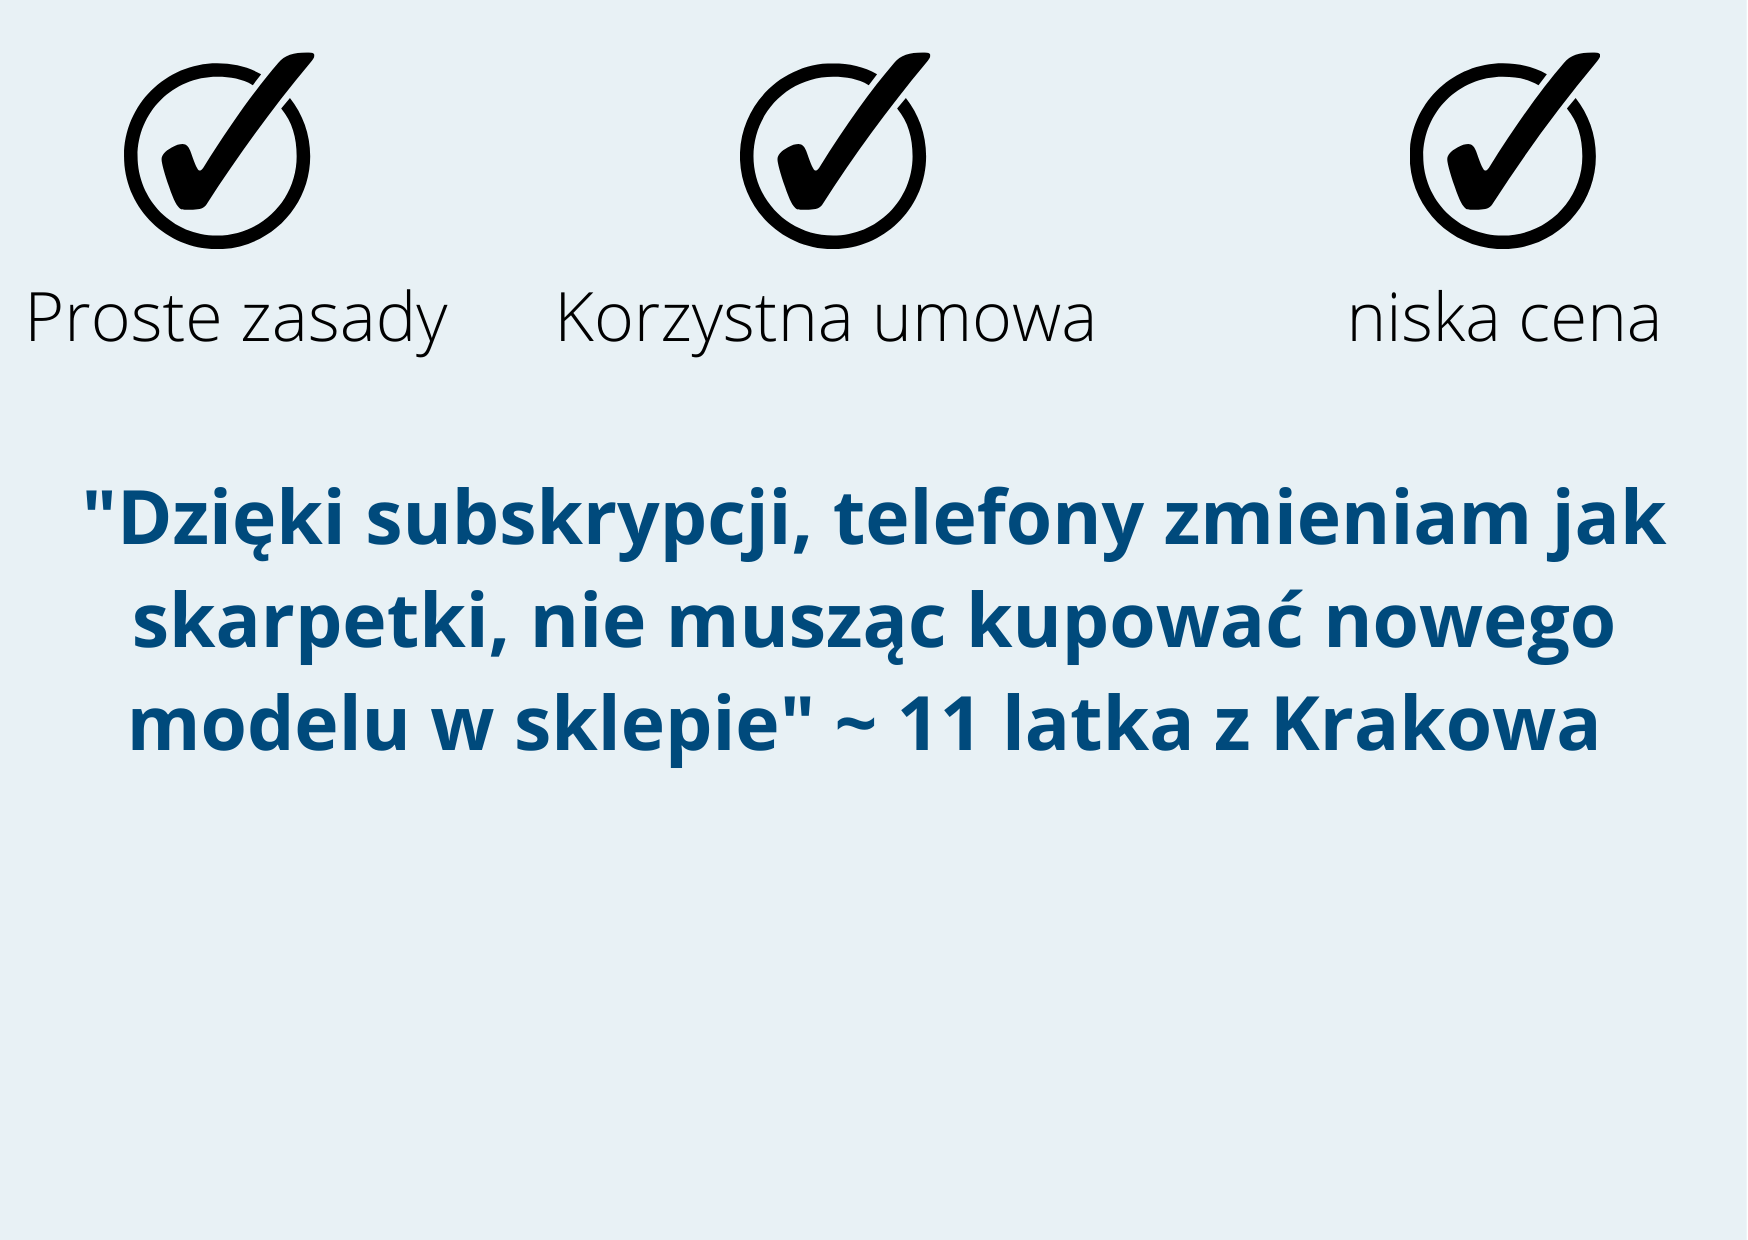 Proste zasady
Korzystna umowa
niska cena
"Dzięki subskrypcji, telefony zmieniam jak
skarpetki, nie musząc kupować nowego
modelu w sklepie" ~ 11 latka z Krakowa